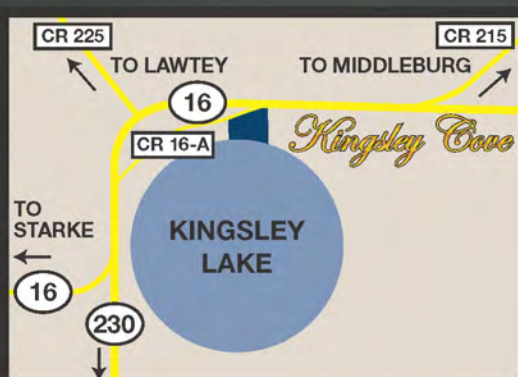 CR 225
CR 215
TO LAWTEY
TO MIDDLEBURG
16
Kingsley Cove
CR 16-A
TO
STARKE
KINGSLEY
LAKE
16
230